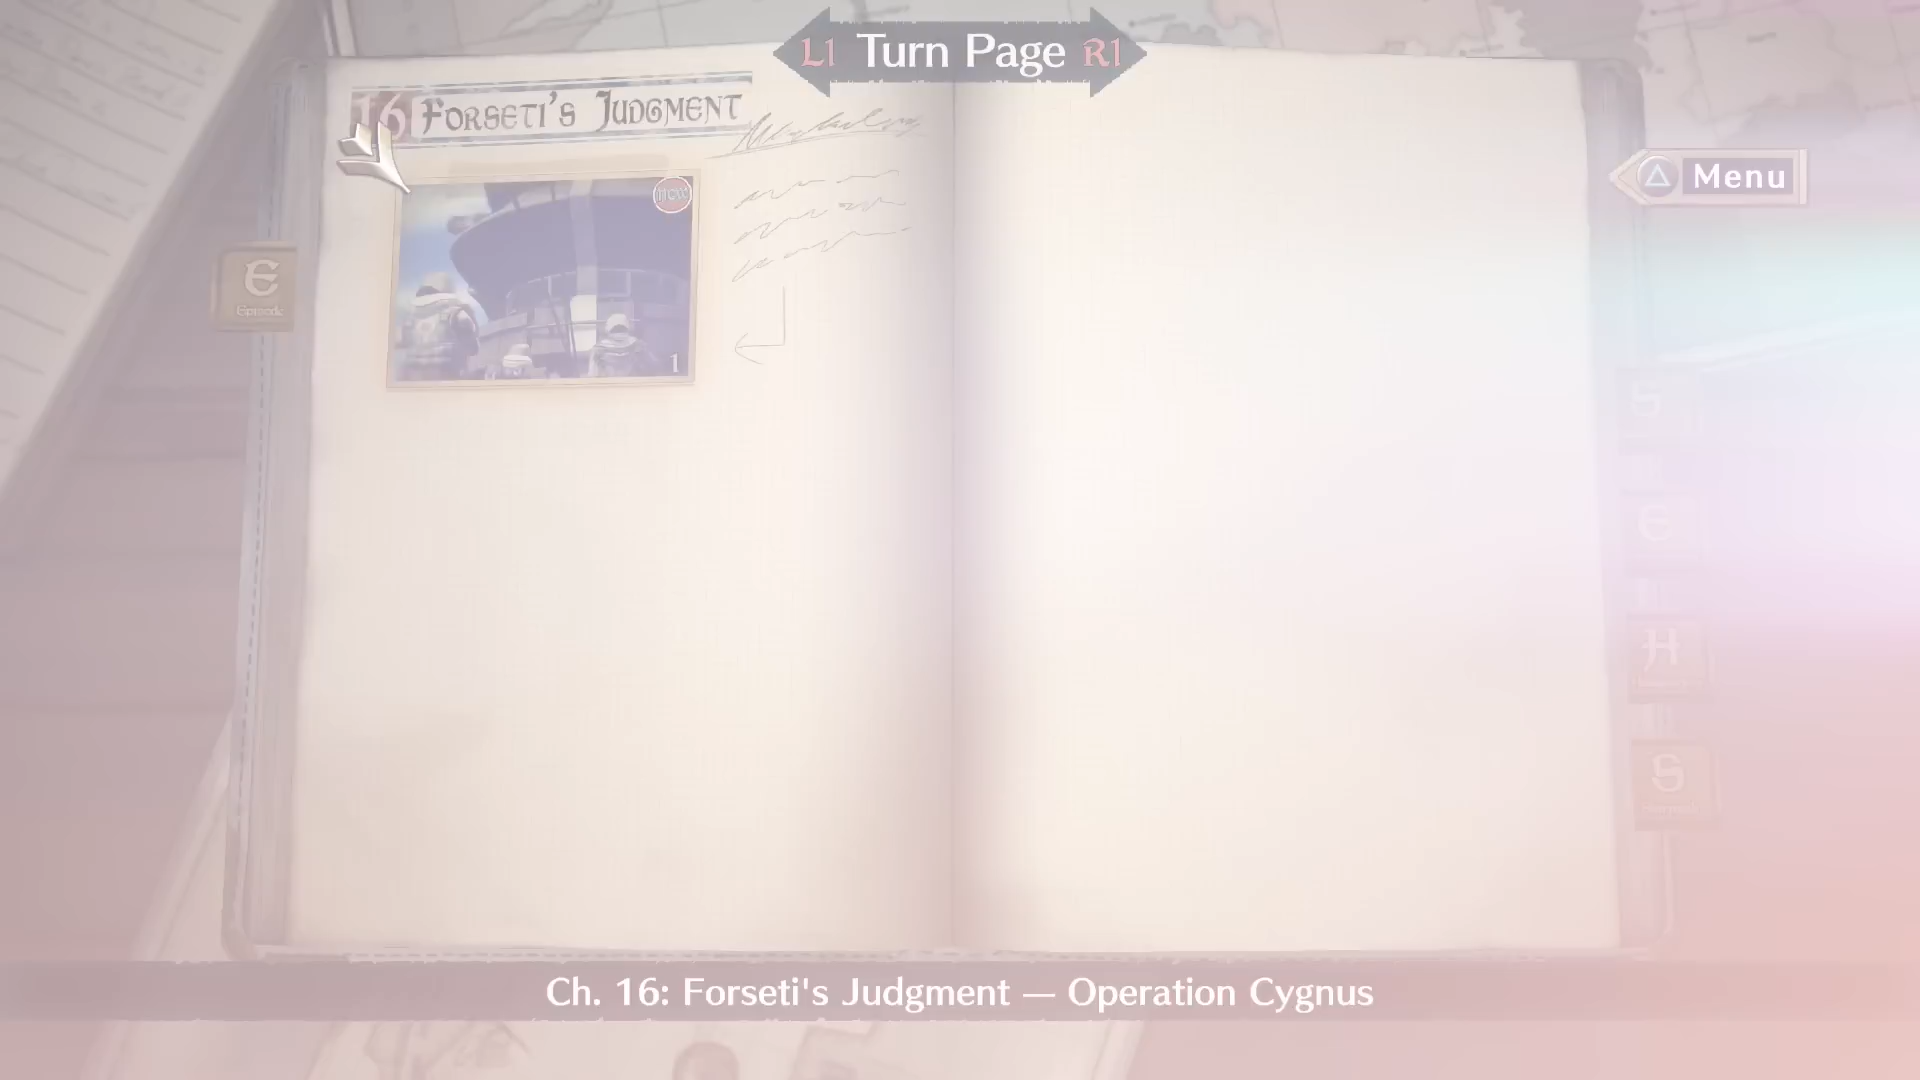 L1 Turn Page R1
16 Forseti's Judgment
new
Menu
E
Episode
1
S
E
H
S
Ch. 16: Forseti's Judgment — Operation Cygnus